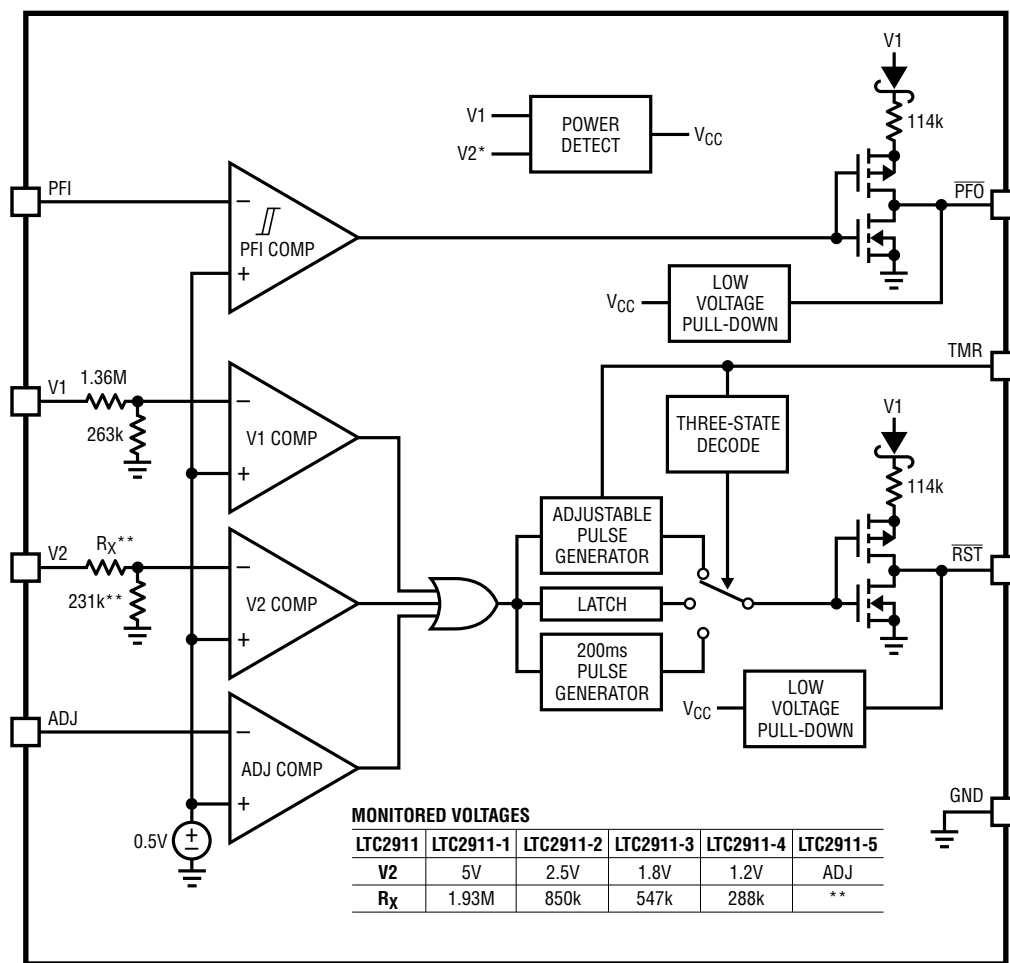 V1
114k
V1
V2*
POWER
DETECT
VCC
PFI
PFO
−
PFI COMP
+
VCC
LOW
VOLTAGE
PULL-DOWN
TMR
V1
1.36M
263k
−
V1 COMP
+
THREE-STATE
DECODE
V1
114k
ADJUSTABLE
PULSE
GENERATOR
V2
RX**
231k**
−
V2 COMP
+
LATCH
200ms
PULSE
GENERATOR
RST
VCC
LOW
VOLTAGE
PULL-DOWN
ADJ
−
ADJ COMP
+
0.5V
+
−
GND
MONITORED VOLTAGES
LTC2911 LTC2911-1 LTC2911-2 LTC2911-3 LTC2911-4 LTC2911-5
V2 5V 2.5V 1.8V 1.2V ADJ
RX 1.93M 850k 547k 288k **